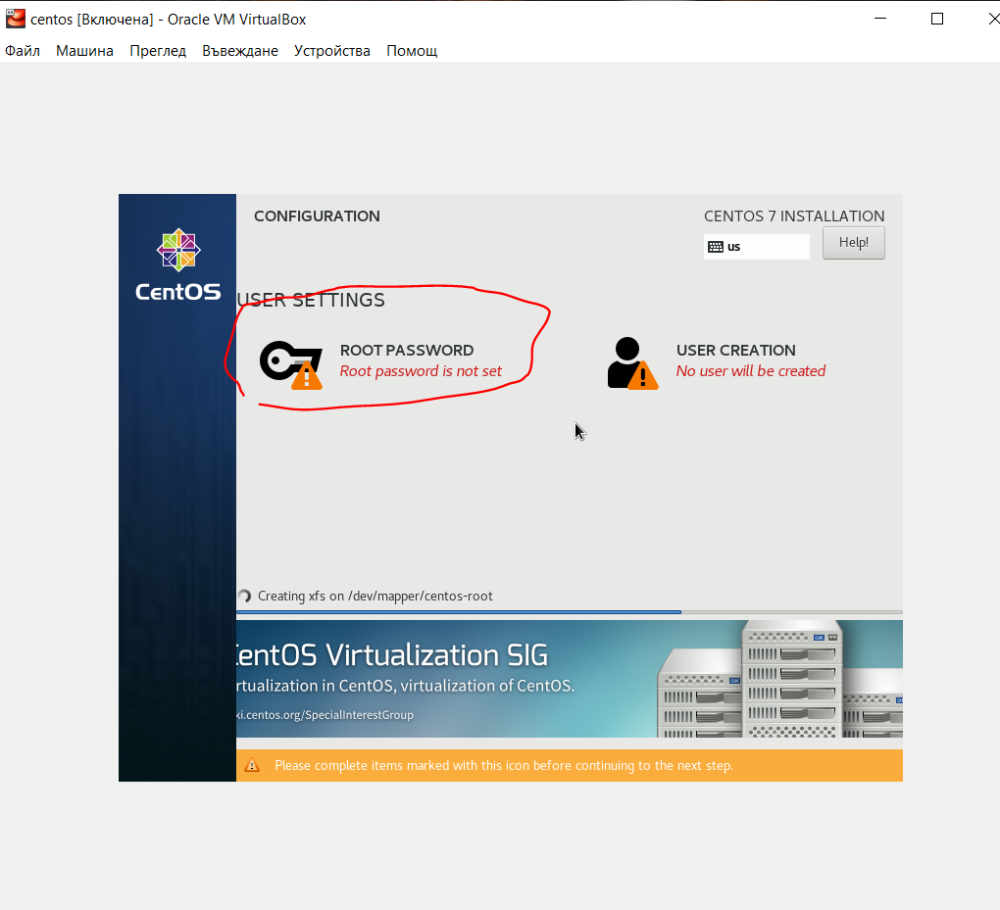 centos [Включена] - Oracle VM VirtualBox
Файл Машина Преглед Въвеждане Устройства Помощ
CentOS
CONFIGURATION
CENTOS 7 INSTALLATION
us
Help!
USER SETTINGS
ROOT PASSWORD
Root password is not set
USER CREATION
No user will be created
Creating xfs on /dev/mapper/centos-root
CentOS Virtualization SIG
rtualization in CentOS, virtualization of CentOS.
ki.centos.org/SpecialInterestGroup
OK
OK
OK
Please complete items marked with this icon before continuing to the next step.